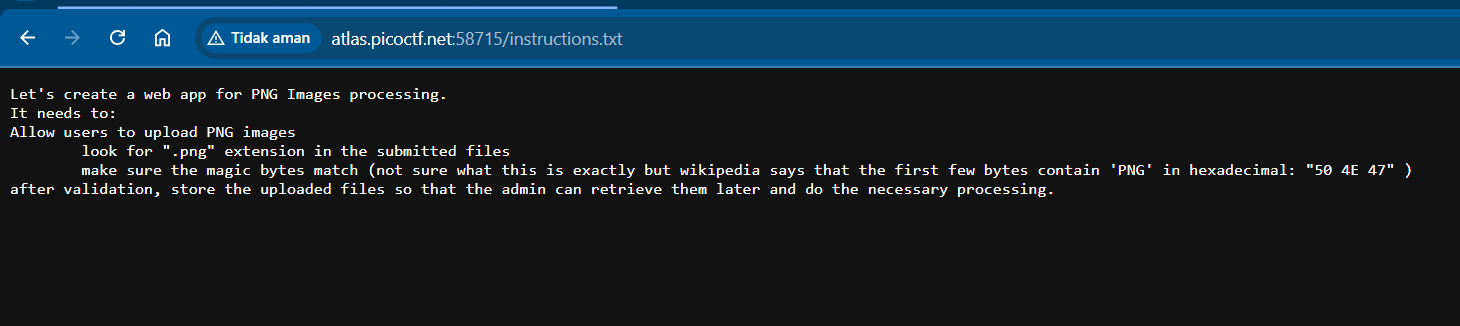 Tidak aman atlas.picoctf.net:58715/instructions.txt
Let's create a web app for PNG Images processing.
It needs to:
Allow users to upload PNG images
        look for ".png" extension in the submitted files
        make sure the magic bytes match (not sure what this is exactly but wikipedia says that the first few bytes contain 'PNG' in hexadecimal: "50 4E 47" )
after validation, store the uploaded files so that the admin can retrieve them later and do the necessary processing.